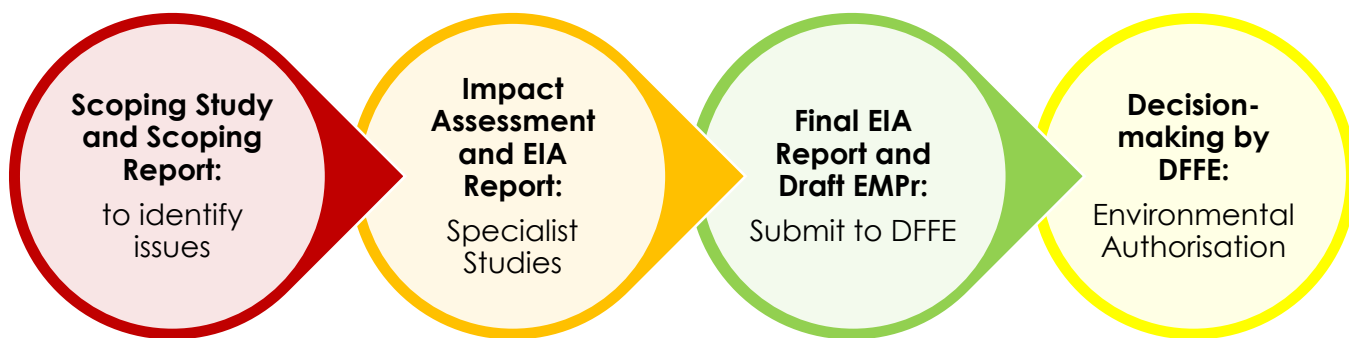 Scoping Study
and Scoping
Report:
to identify
issues
Impact
Assessment
and EIA
Report:
Specialist
Studies
Final EIA
Report and
Draft EMPr:
Submit to DFFE
Decision-
making by
DFFE:
Environmental
Authorisation